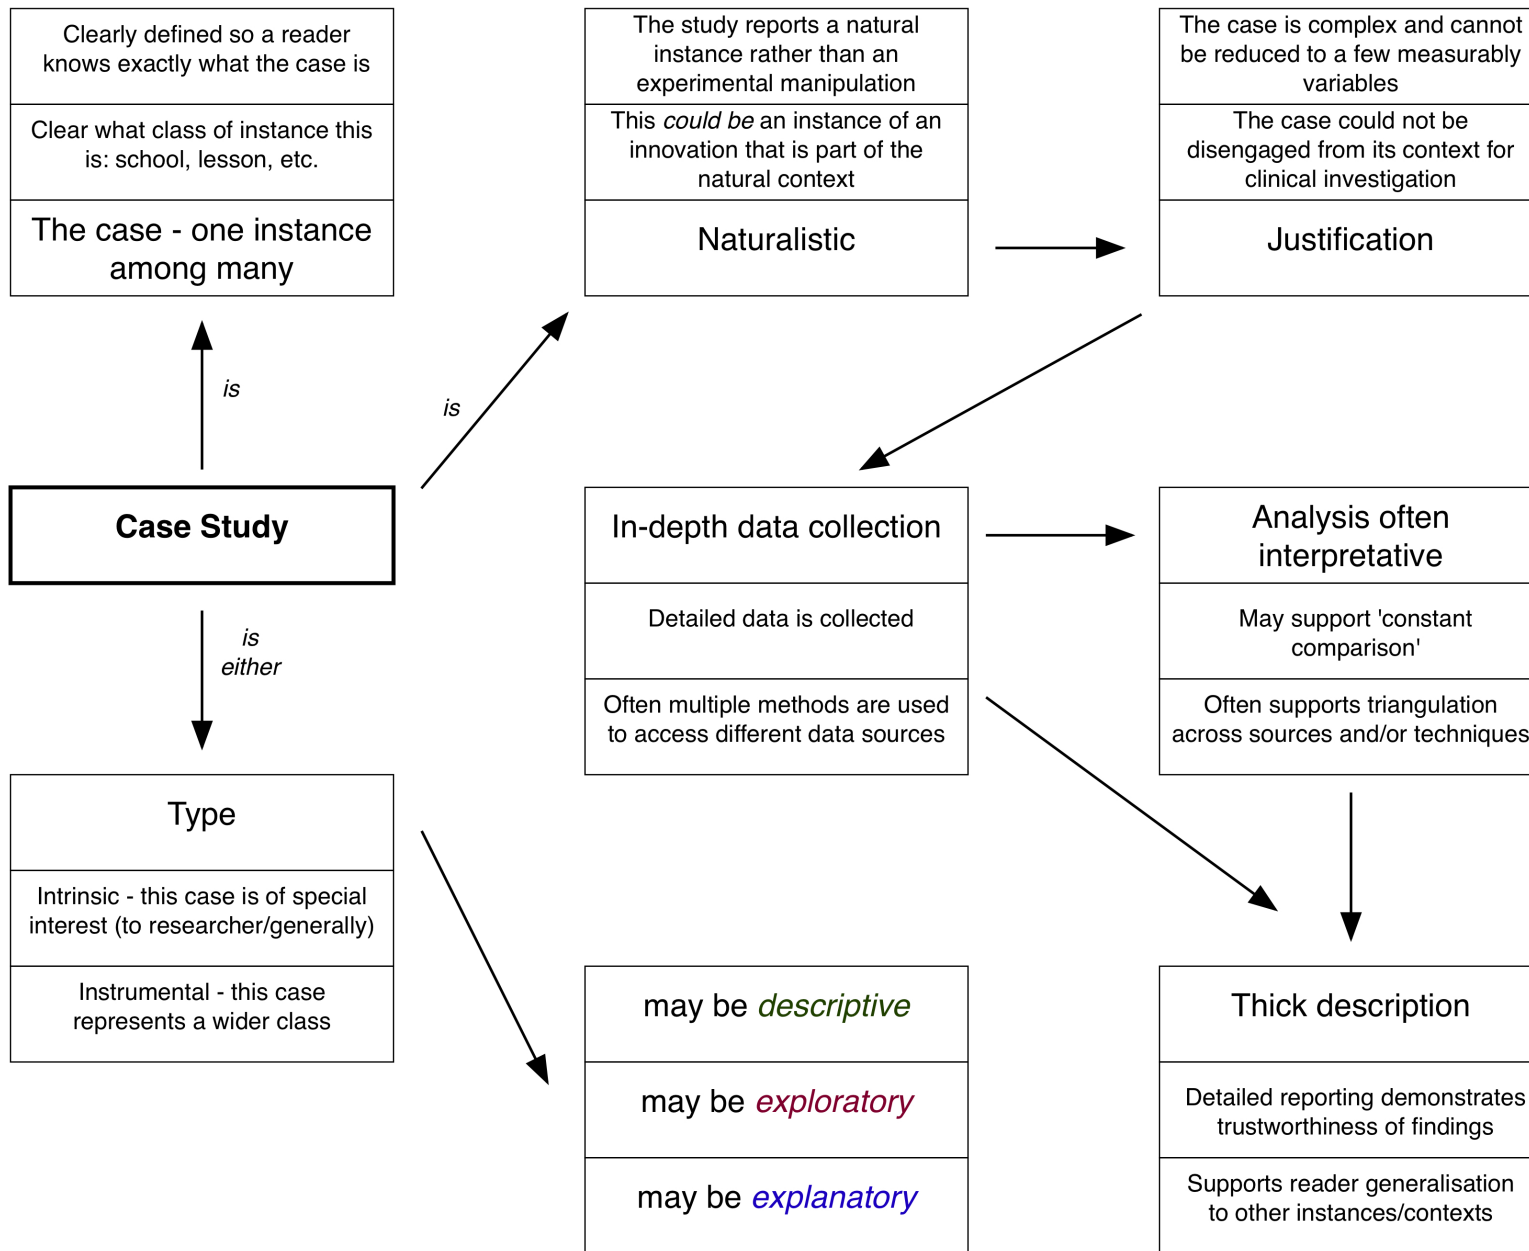 Clearly defined so a reader
knows exactly what the case is
Clear what class of instance this
is: school, lesson, etc.
The case - one instance
among many
The study reports a natural
instance rather than an
experimental manipulation
This could be an instance of an
innovation that is part of the
natural context
Naturalistic
The case is complex and cannot
be reduced to a few measurably
variables
The case could not be
disengaged from its context for
clinical investigation
Justification
is
is
Case Study
is
either
In-depth data collection
Detailed data is collected
Often multiple methods are used
to access different data sources
Analysis often
interpretative
May support 'constant
comparison'
Often supports triangulation
across sources and/or techniques
Type
Intrinsic - this case is of special
interest (to researcher/generally)
Instrumental - this case
represents a wider class
may be descriptive
may be exploratory
may be explanatory
Thick description
Detailed reporting demonstrates
trustworthiness of findings
Supports reader generalisation
to other instances/contexts